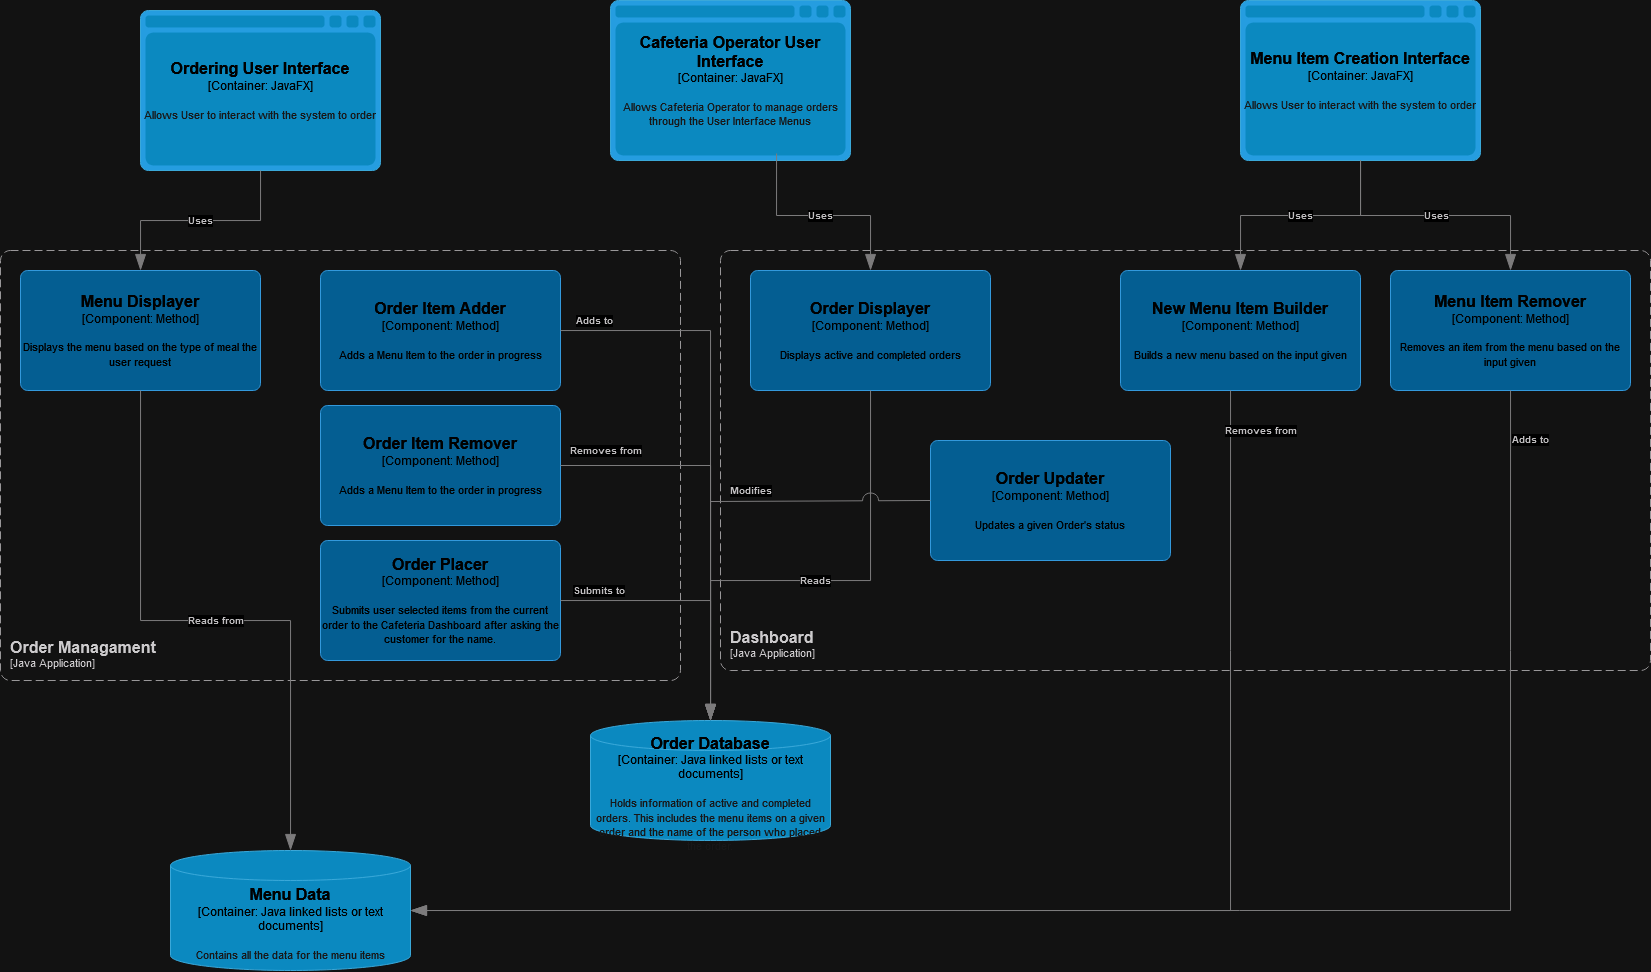 Ordering User Interface
[Container: JavaFX]
Allows User to interact with the system to order
Cafeteria Operator User
Interface
[Container: JavaFX]
Allows Cafeteria Operator to manage orders
through the User Interface Menus
Menu Item Creation Interface
[Container: JavaFX]
Allows User to interact with the system to order
Uses
Uses
Uses
Uses
Menu Displayer
[Component: Method]
Displays the menu based on the type of meal the
user request
Order Item Adder
[Component: Method]
Adds a Menu Item to the order in progress
Adds to
Order Item Remover
[Component: Method]
Adds a Menu Item to the order in progress
Removes from
Order Placer
[Component: Method]
Submits user selected items from the current
order to the Cafeteria Dashboard after asking the
customer for the name.
Submits to
Reads from
Order Managament
[Java Application]
Order Displayer
[Component: Method]
Displays active and completed orders
New Menu Item Builder
[Component: Method]
Builds a new menu based on the input given
Menu Item Remover
[Component: Method]
Removes an item from the menu based on the
input given
Removes from
Adds to
Modifies
Order Updater
[Component: Method]
Updates a given Order's status
Reads
Dashboard
[Java Application]
Order Database
[Container: Java linked lists or text
documents]
Holds information of active and completed
orders. This includes the menu items on a given
order and the name of the person who placed
Menu Data
[Container: Java linked lists or text
documents]
Contains all the data for the menu items